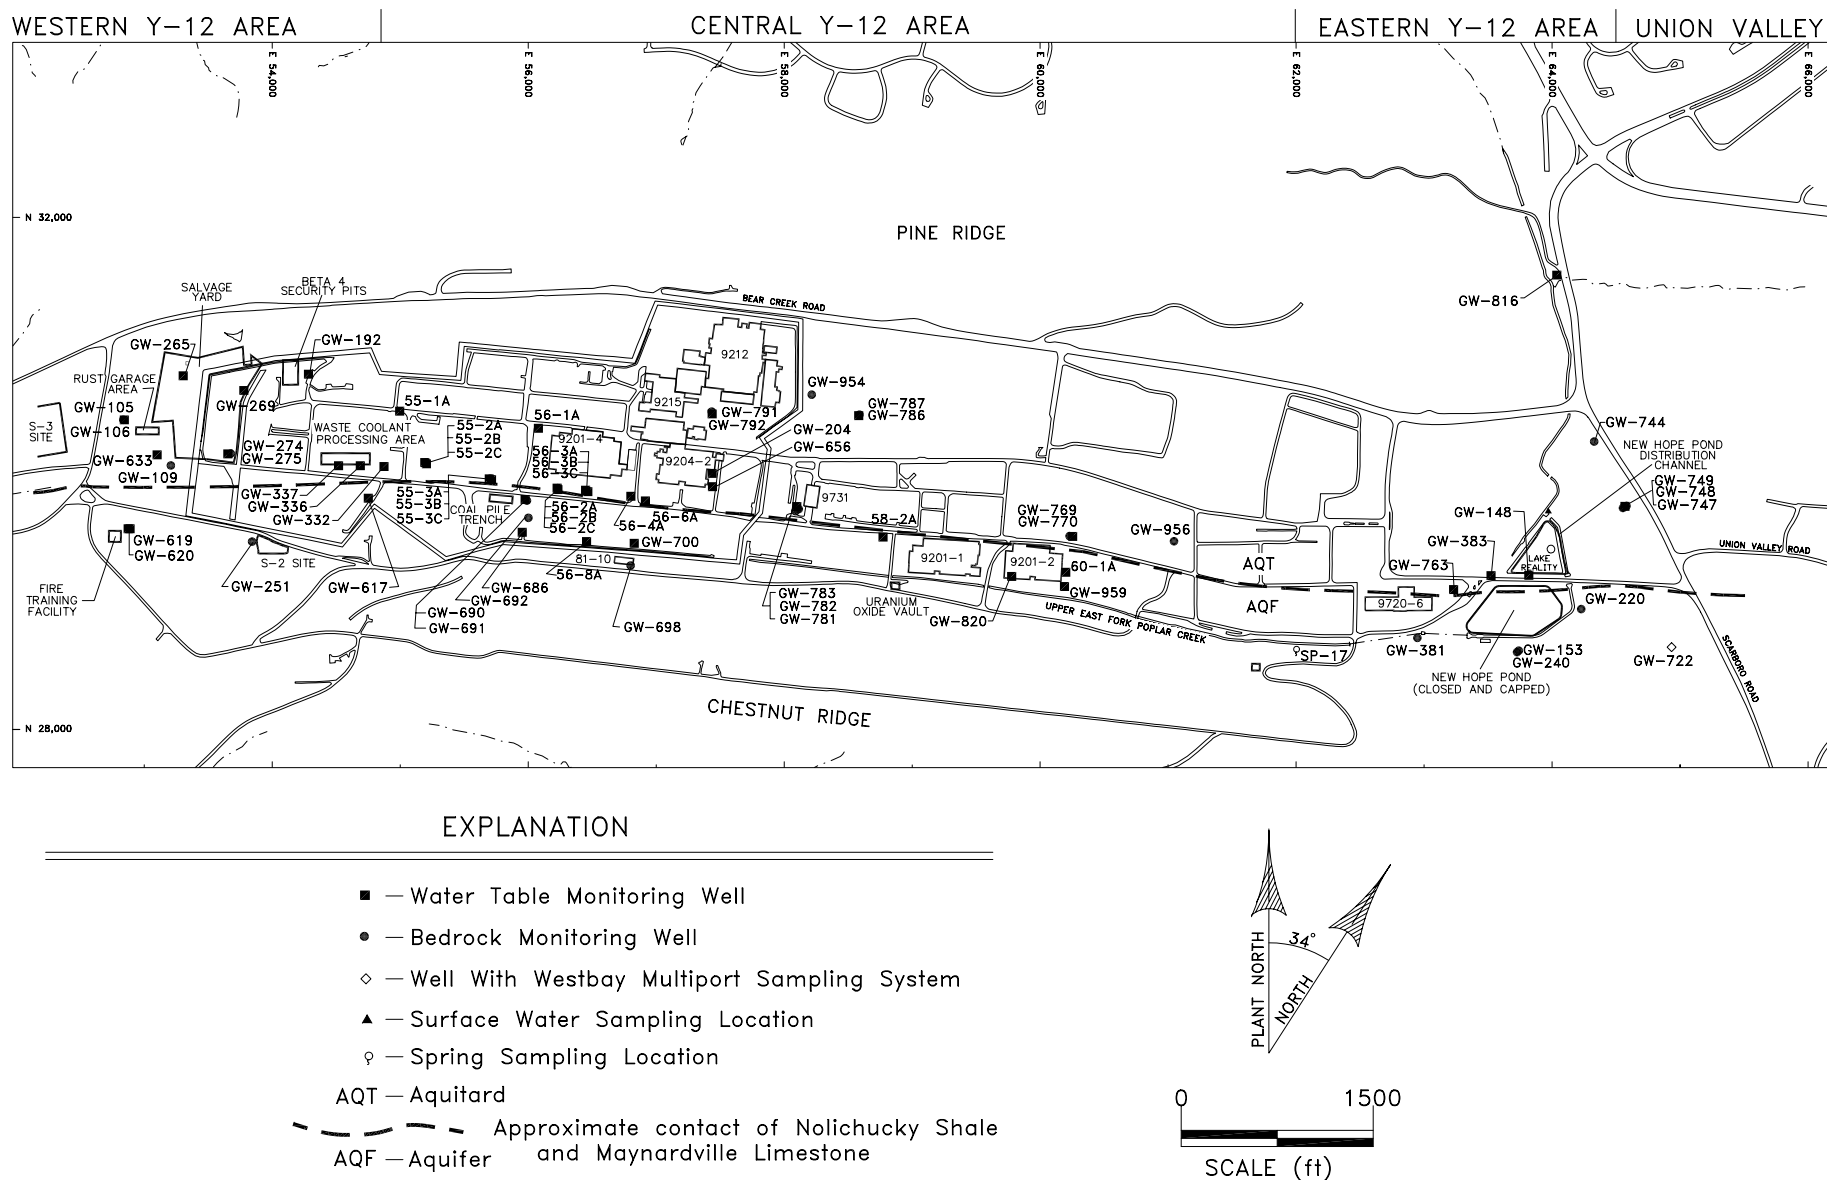 WESTERN Y-12 AREA
CENTRAL Y-12 AREA
EASTERN Y-12 AREA
UNION VALLEY
E 54,000
E 56,000
E 58,000
E 60,000
E 62,000
E 64,000
E 66,000
N 32,000
PINE RIDGE
GW-816
BETA 4
SECURITY PITS
SALVAGE
YARD
BEAR CREEK ROAD
GW-265
GW-192
9212
RUST GARAGE
AREA
GW-954
GW-105
GW-269
55-1A
56-1A
9215
GW-791
GW-792
GW-787
GW-786
GW-744
S-3
SITE
GW-106
WASTE COOLANT
PROCESSING AREA
55-2A
55-2B
55-2C
9201-4
56-3A
56-3B
56-3C
GW-204
GW-656
NEW HOPE POND
DISTRIBUTION
CHANNEL
GW-274
GW-275
GW-633
GW-109
9204-2
GW-749
GW-748
GW-747
GW-337
GW-336
GW-332
55-3A
55-3B
55-3C
COAL PILE
TRENCH
56-2A
56-2B
56-2C
56-4A
56-6A
9731
58-2A
GW-769
GW-770
GW-956
GW-148
GW-619
GW-620
GW-700
GW-383
UNION VALLEY ROAD
S-2 SITE
81-10
56-8A
9201-1
9201-2
60-1A
AQT
GW-763
LAKE
REALITY
FIRE
TRAINING
FACILITY
GW-251
GW-617
GW-686
GW-692
GW-690
GW-691
GW-698
GW-783
GW-782
GW-781
URANIUM
OXIDE VAULT
GW-959
GW-820
UPPER EAST FORK POPLAR CREEK
AQF
9720-6
GW-220
SP-17
GW-381
GW-153
GW-240
GW-722
SCARBORO ROAD
NEW HOPE POND
(CLOSED AND CAPPED)
CHESTNUT RIDGE
N 28,000
EXPLANATION
— Water Table Monitoring Well
— Bedrock Monitoring Well
— Well With Westbay Multiport Sampling System
— Surface Water Sampling Location
— Spring Sampling Location
AQT — Aquitard
Approximate contact of Nolichucky Shale
and Maynardville Limestone
AQF — Aquifer
PLANT NORTH
34°
NORTH
0 1500
SCALE (ft)